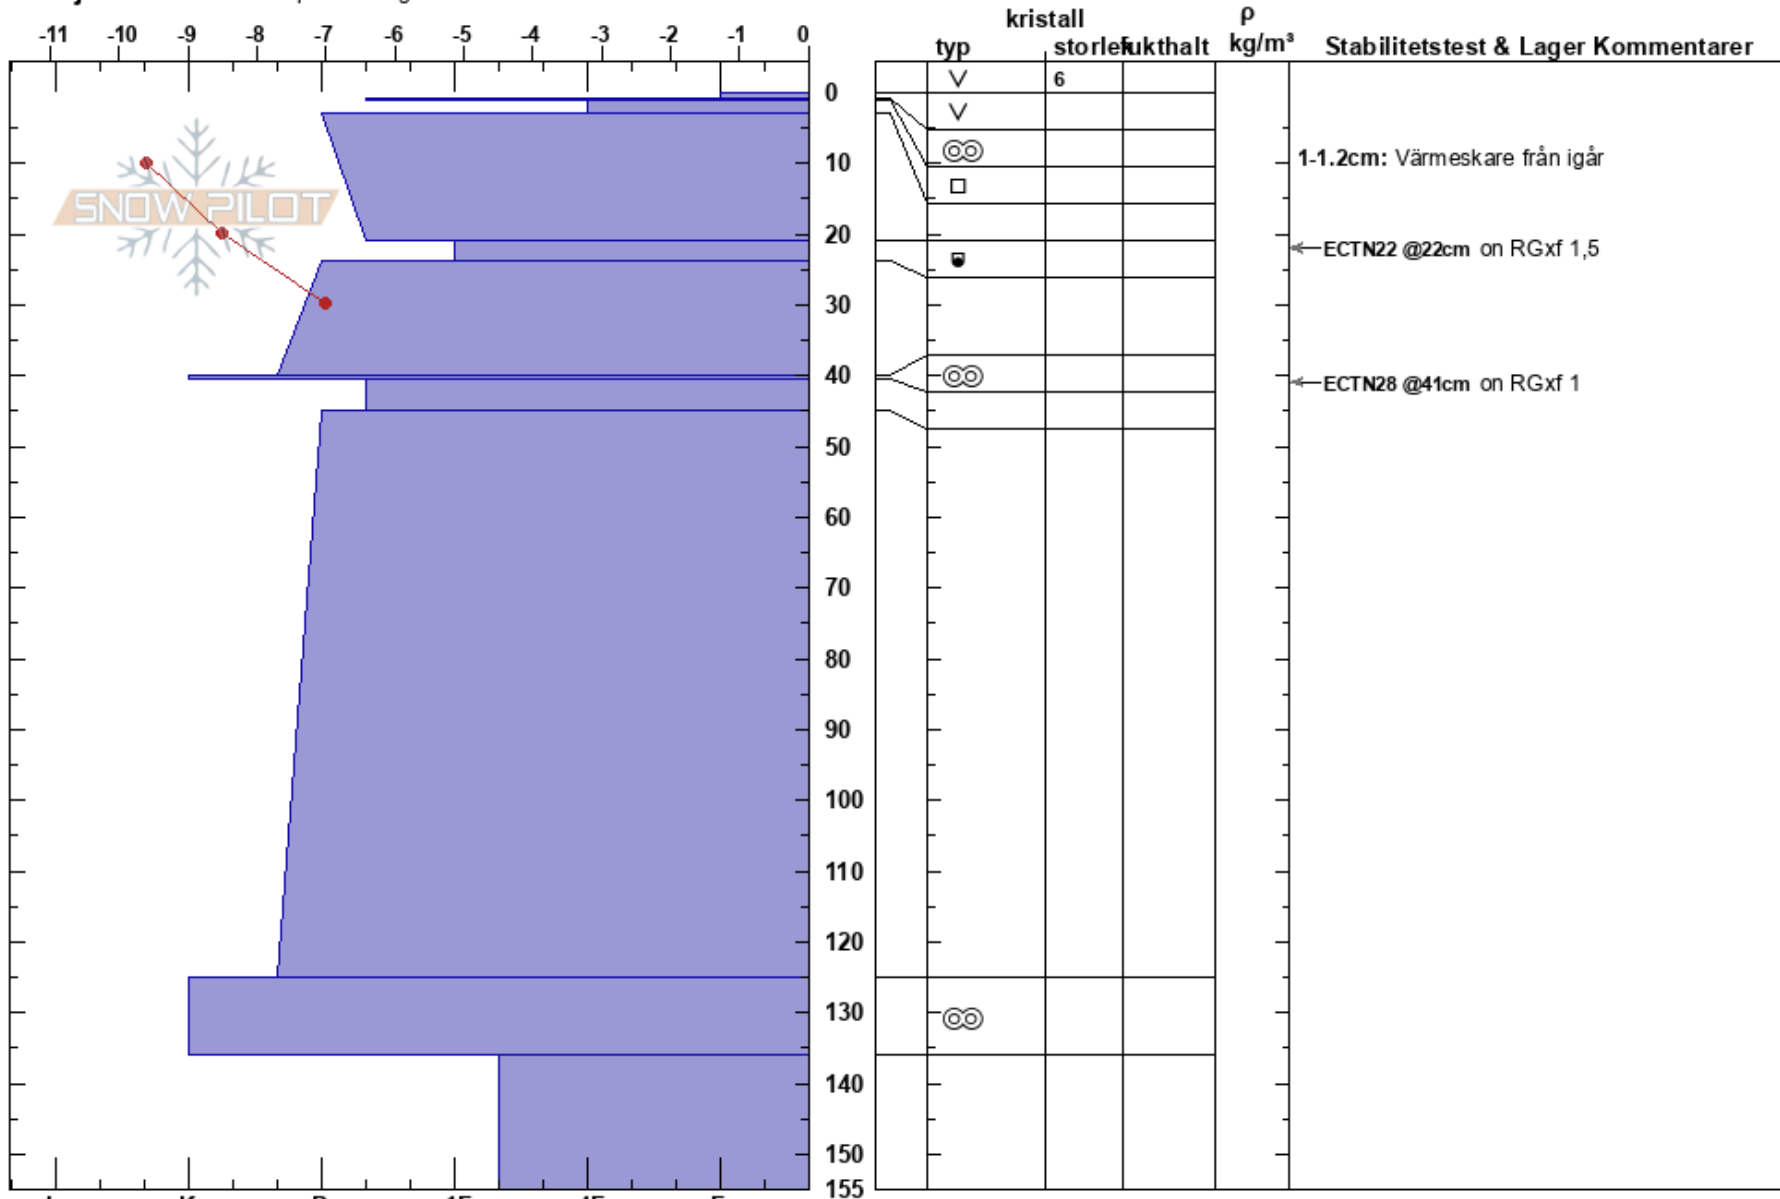 kristall ρ
-11 -10 -9 -8 -7 -6 -5 -4 -3 -2 -1 0 typ storlek fukthalt kg/m³ Stabilitetstest & Lager Kommentarer
6
0
10 1-1.2cm: Värmeskare från igår
SNOW PILOT
20 ECTN22 @22cm on RGxf 1,5
30
40 ECTN28 @41cm on RGxf 1
50
60
70
80
90
100
110
120
130
140
150
155